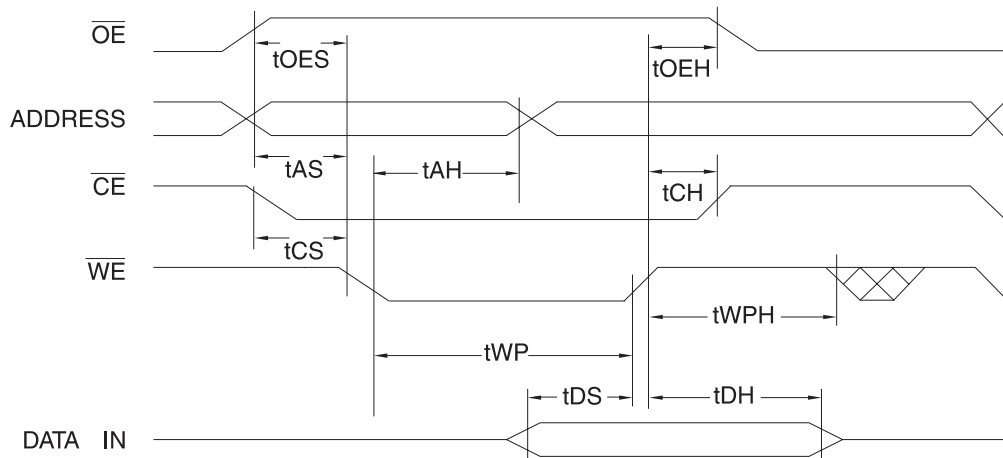 OE
tOES
tOEH
ADDRESS
tAS
tAH
tCH
CE
tCS
WE
tWPH
tWP
tDS
tDH
DATA IN